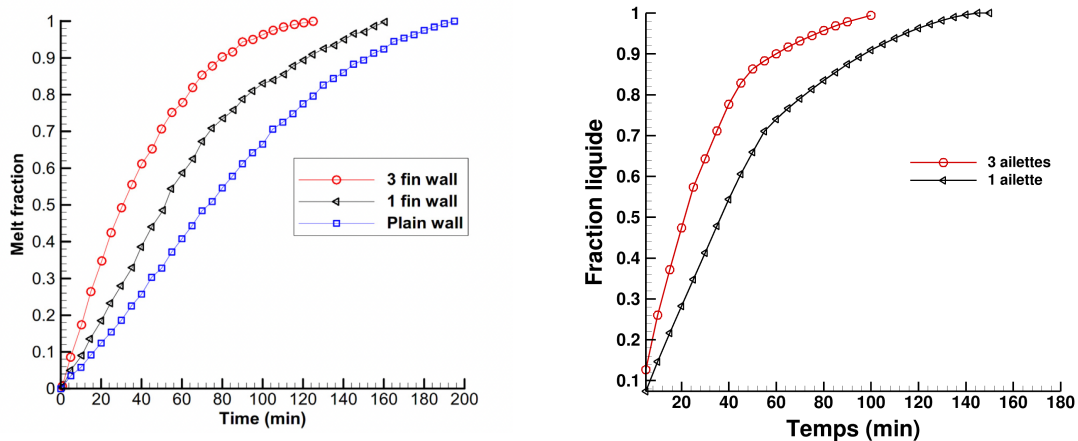 1
0.9
0.8
0.7
0.6
0.5
0.4
0.3
0.2
0.1
0
Melt fraction
3 fin wall
1 fin wall
Plain wall
0 20 40 60 80 100 120 140 160 180 200
Time (min)
1
0.9
0.8
0.7
0.6
0.5
0.4
0.3
0.2
0.1
Fraction liquide
3 ailettes
1 ailette
20 40 60 80 100 120 140 160 180
Temps (min)